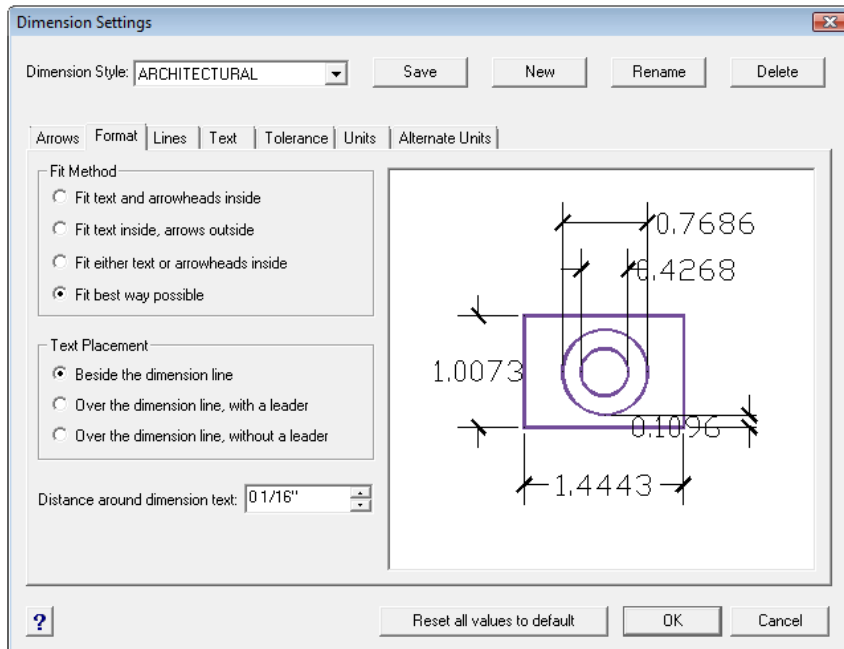 Dimension Settings
Dimension Style: ARCHITECTURAL Save New Rename Delete
Arrows Format Lines Text Tolerance Units Alternate Units
Fit Method
Fit text and arrowheads inside
Fit text inside, arrows outside
Fit either text or arrowheads inside
Fit best way possible
Text Placement
Beside the dimension line
Over the dimension line, with a leader
Over the dimension line, without a leader
Distance around dimension text: 0 1/16"
0.7686
0.4268
1.0073
0.1096
1.4443
? Reset all values to default OK Cancel